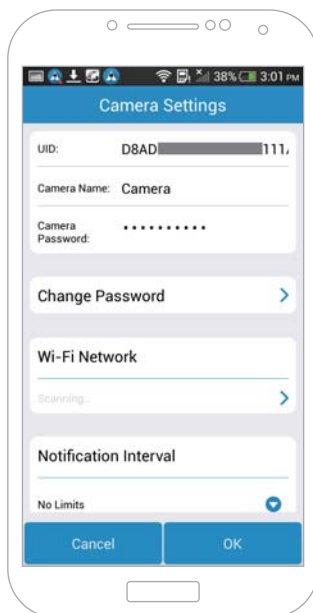 38% 3:01 PM
Camera Settings
UID: D8AD 111
Camera Name: Camera
Camera
Password: ••••••••••
Change Password
Wi-Fi Network
Scanning...
Notification Interval
No Limits
Cancel OK